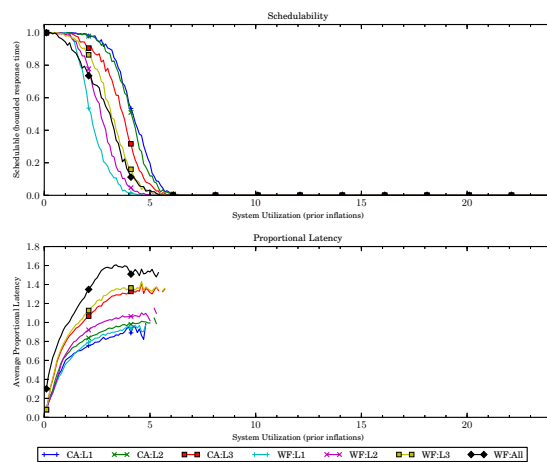 Schedulability
Schedulable (bounded response time)
1.0
0.8
0.6
0.4
0.2
0.0
0 5 10 15 20
System Utilization (prior inflations)
Proportional Latency
Average Proportional Latency
1.8
1.6
1.4
1.2
1.0
0.8
0.6
0.4
0.2
0.0
0 5 10 15 20
System Utilization (prior inflations)
CA:L1 CA:L2 CA:L3 WF:L1 WF:L2 WF:L3 WF:All